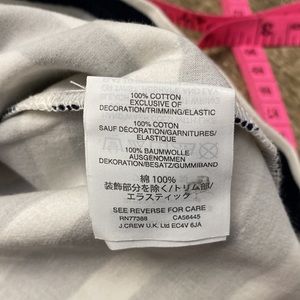 100% COTTON
EXCLUSIVE OF
DECORATION/TRIMMING/ELASTIC
100% COTON
SAUF DÉCORATION/GARNITURES/
ELASTIQUE
100% BAUMWOLLE
AUSGENOMMEN
DEKORATION/BESATZ/GUMMIBAND
綿 100%
装飾部分を除く/トリム部/
エラスティック
SEE REVERSE FOR CARE
RN77388 CA58445
J.CREW U.K. Ltd EC4V 6JA